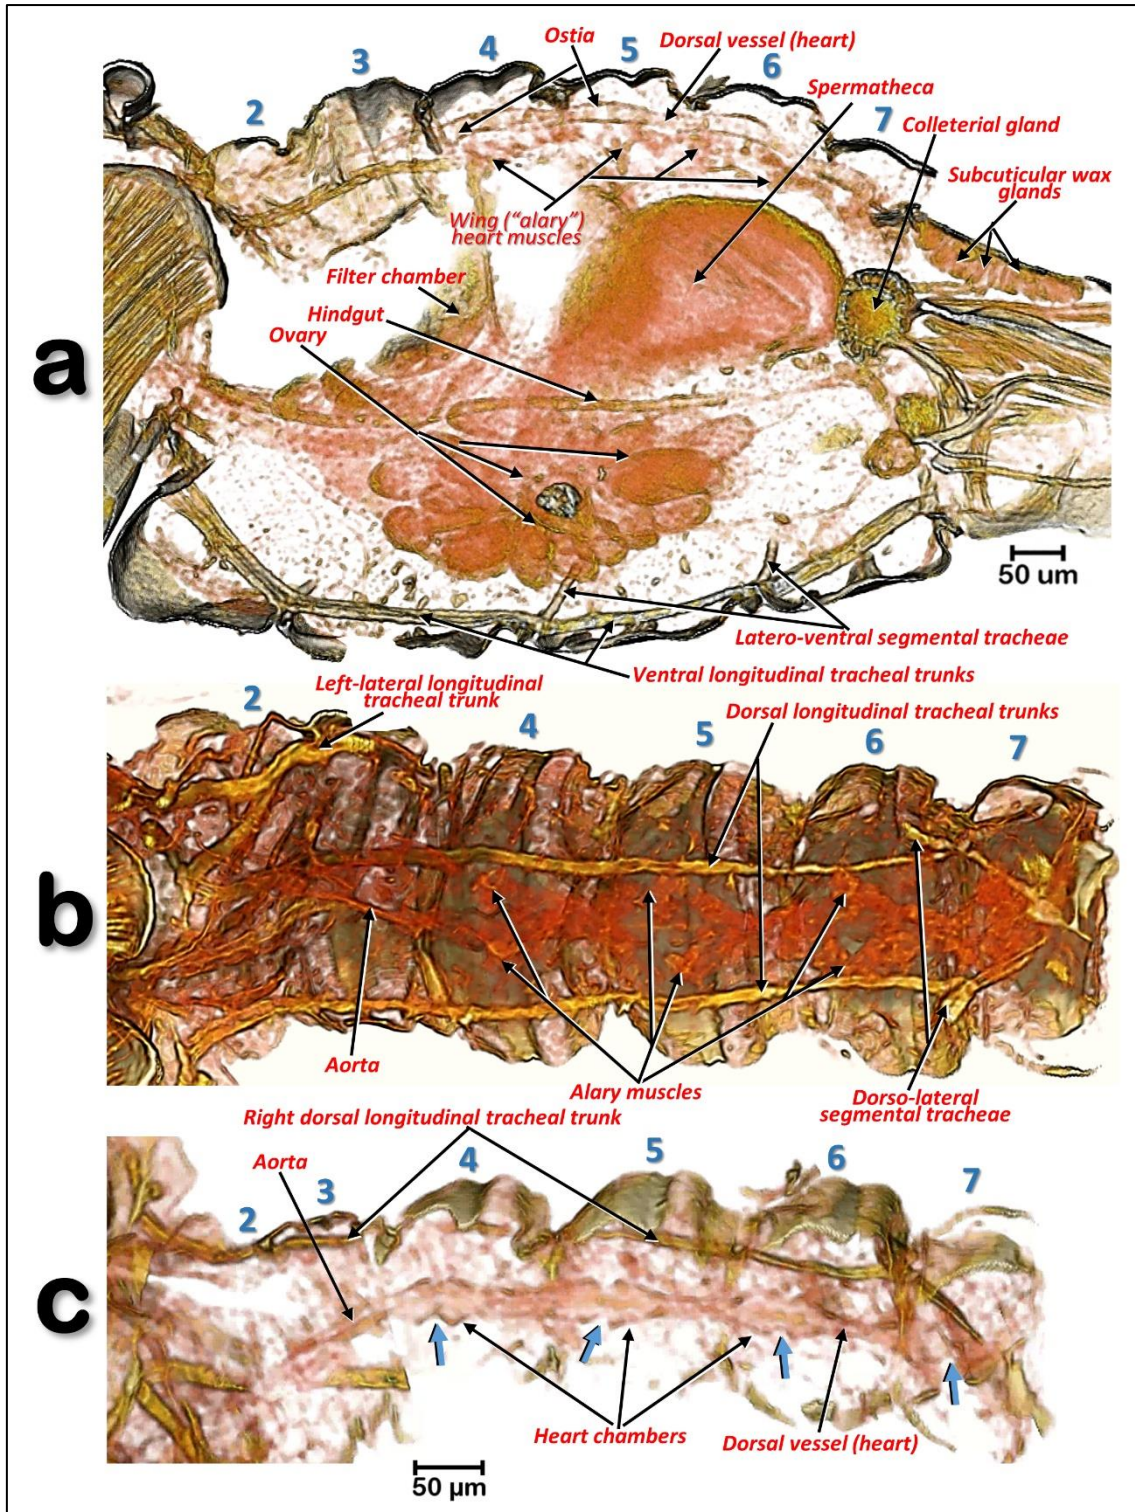 Ostia
Dorsal vessel (heart)
2
3
4
5
6
7
Spermatheca
Colleterial gland
Subcuticular wax
glands
Wing (“alary”)
heart muscles
Filter chamber
Hindgut
Ovary
a
50 um
Latero-ventral segmental tracheae
Ventral longitudinal tracheal trunks
Left-lateral longitudinal
tracheal trunk
Dorsal longitudinal tracheal trunks
2
4
5
6
7
b
Aorta
Alary muscles
Dorso-lateral
segmental tracheae
Right dorsal longitudinal tracheal trunk
Aorta
2
3
4
5
6
7
c
Heart chambers
Dorsal vessel (heart)
50 µm